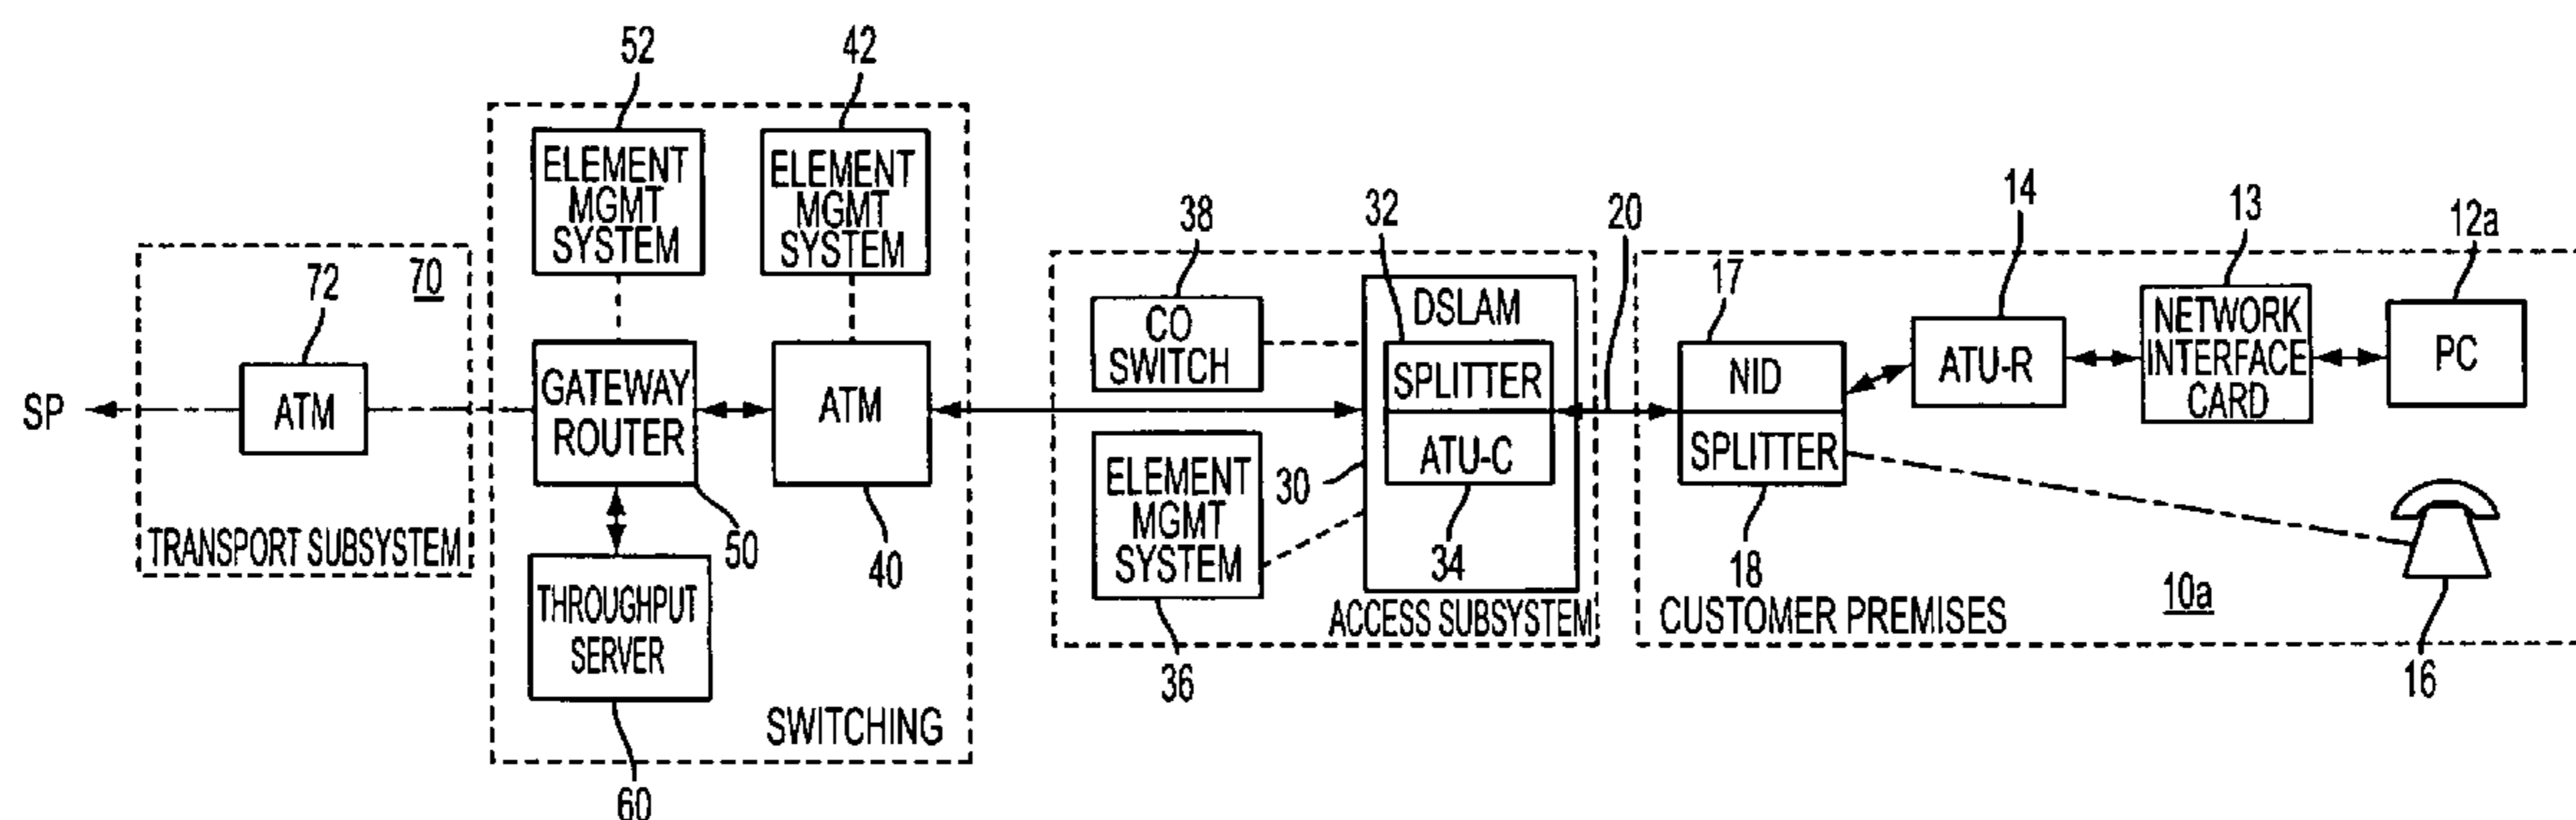 52
42
ELEMENT
MGMT
SYSTEM
ELEMENT
MGMT
SYSTEM
70
72
SP
ATM
TRANSPORT SUBSYSTEM
GATEWAY
ROUTER
50
ATM
40
THROUGHPUT
SERVER
60
SWITCHING
38
CO
SWITCH
ELEMENT
MGMT
SYSTEM
36
32
DSLAM
SPLITTER
ATU-C
30
34
ACCESS SUBSYSTEM
20
17
NID
SPLITTER
18
14
ATU-R
13
NETWORK
INTERFACE
CARD
12a
PC
16
10a
CUSTOMER PREMISES